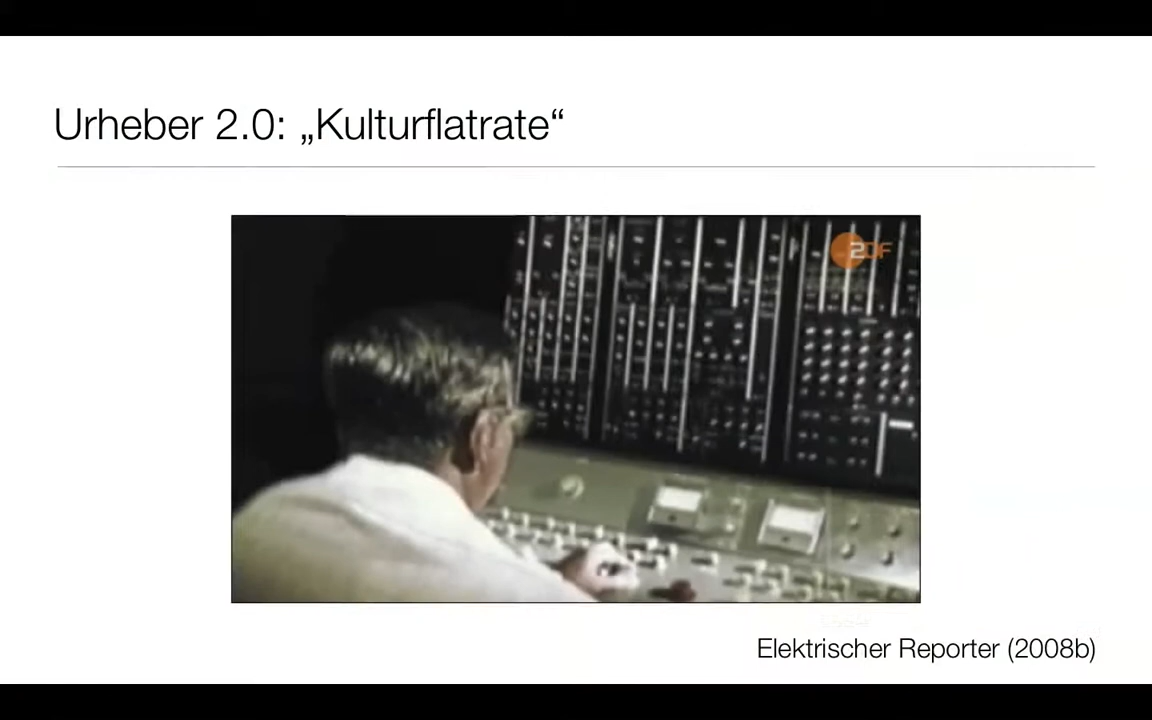 Urheber 2.0: „Kulturflatrate“
ZDF
Elektrischer Reporter (2008b)